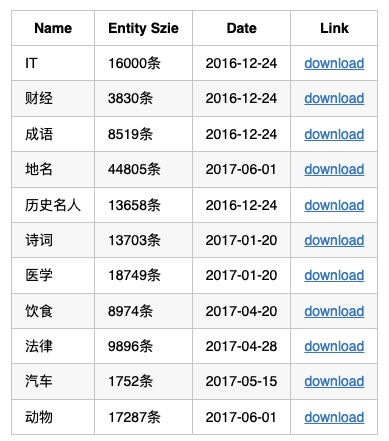 Name Entity Szie Date Link
IT 16000条 2016-12-24 download
财经 3830条 2016-12-24 download
成语 8519条 2016-12-24 download
地名 44805条 2017-06-01 download
历史名人 13658条 2016-12-24 download
诗词 13703条 2017-01-20 download
医学 18749条 2017-01-20 download
饮食 8974条 2017-04-20 download
法律 9896条 2017-04-28 download
汽车 1752条 2017-05-15 download
动物 17287条 2017-06-01 download